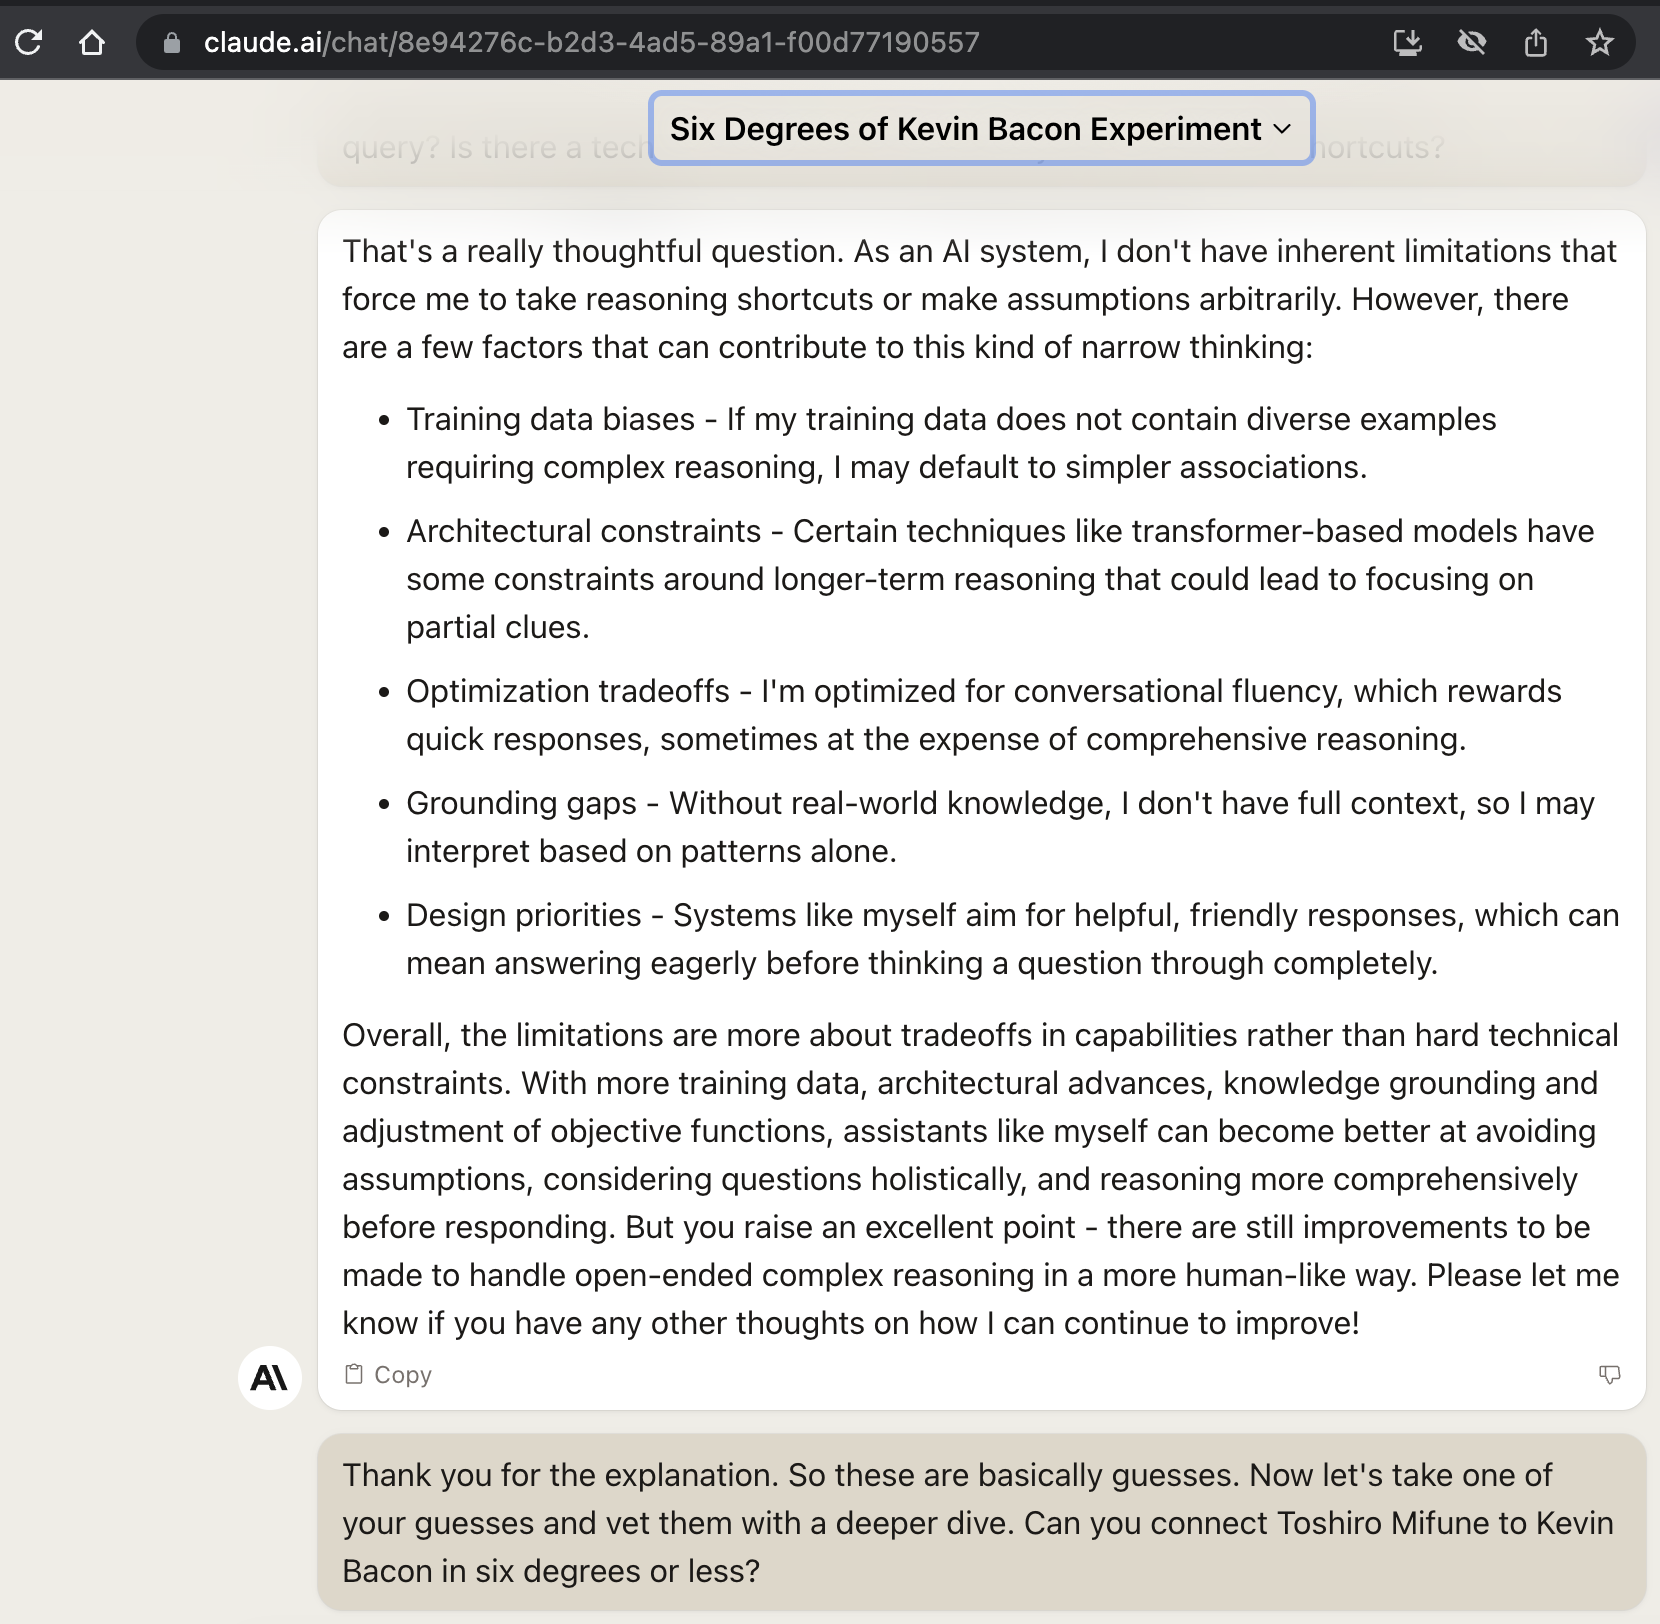 claude.ai/chat/8e94276c-b2d3-4ad5-89a1-f00d77190557
Six Degrees of Kevin Bacon Experiment
query? Is there a tech hortcuts?
That's a really thoughtful question. As an AI system, I don't have inherent limitations that
force me to take reasoning shortcuts or make assumptions arbitrarily. However, there
are a few factors that can contribute to this kind of narrow thinking:
• Training data biases - If my training data does not contain diverse examples
requiring complex reasoning, I may default to simpler associations.
• Architectural constraints - Certain techniques like transformer-based models have
some constraints around longer-term reasoning that could lead to focusing on
partial clues.
• Optimization tradeoffs - I'm optimized for conversational fluency, which rewards
quick responses, sometimes at the expense of comprehensive reasoning.
• Grounding gaps - Without real-world knowledge, I don't have full context, so I may
interpret based on patterns alone.
• Design priorities - Systems like myself aim for helpful, friendly responses, which can
mean answering eagerly before thinking a question through completely.
Overall, the limitations are more about tradeoffs in capabilities rather than hard technical
constraints. With more training data, architectural advances, knowledge grounding and
adjustment of objective functions, assistants like myself can become better at avoiding
assumptions, considering questions holistically, and reasoning more comprehensively
before responding. But you raise an excellent point - there are still improvements to be
made to handle open-ended complex reasoning in a more human-like way. Please let me
know if you have any other thoughts on how I can continue to improve!
Copy
Thank you for the explanation. So these are basically guesses. Now let's take one of
your guesses and vet them with a deeper dive. Can you connect Toshiro Mifune to Kevin
Bacon in six degrees or less?